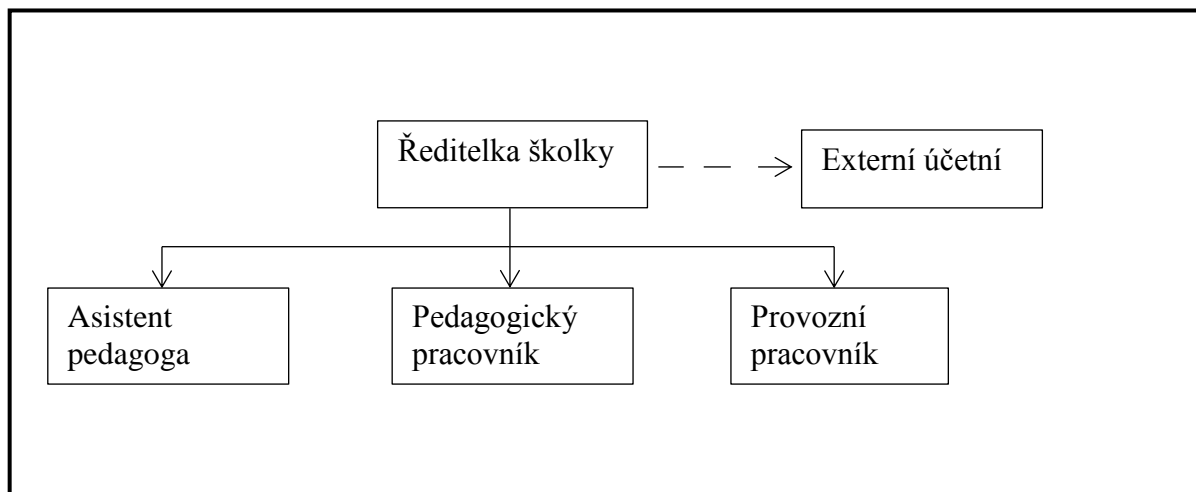 Ředitelka školky
Externí účetní
Asistent
pedagoga
Pedagogický
pracovník
Provozní
pracovník